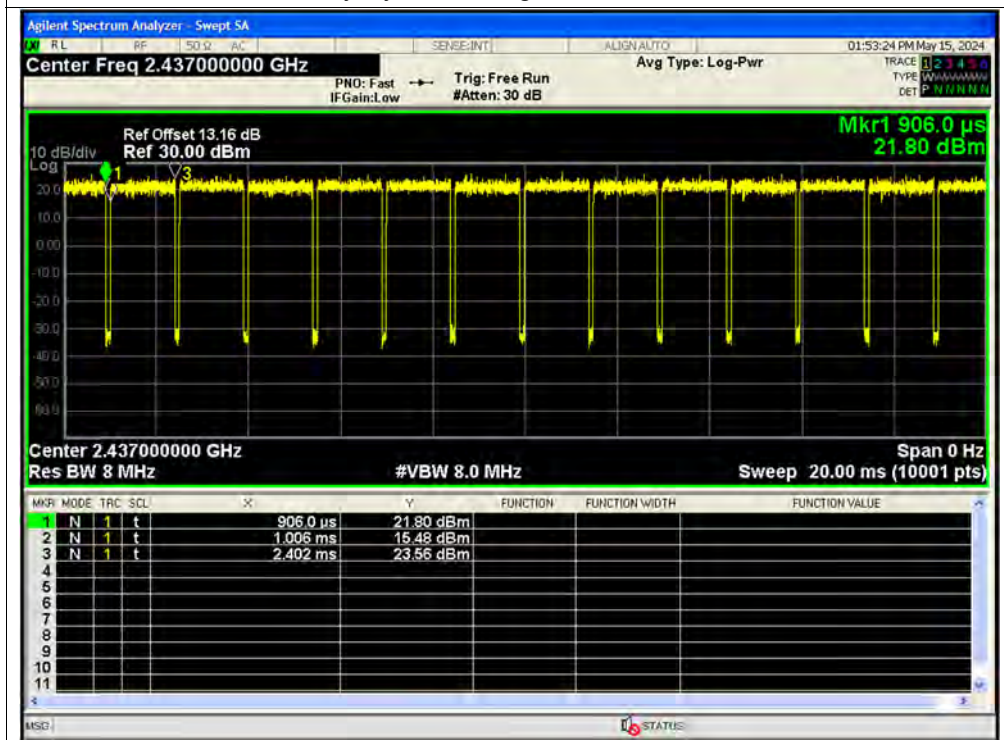 Agilent Spectrum Analyzer - Swept SA
RL RF 50 Ω AC SENSE:INT ALIGN AUTO 01:53:24 PM May 15, 2024
Center Freq 2.437000000 GHz Avg Type: Log-Pwr TRACE 1 2 3 4 5 6
PNO: Fast Trig: Free Run TYPE
IFGain:Low #Atten: 30 dB DET P N N N N N
Mkr1 906.0 µs
21.80 dBm
Ref Offset 13.16 dB
10 dB/div Ref 30.00 dBm
Log
1 3
20.0
10.0
0.00
-10.0
-20.0
-30.0
-40.0
-50.0
-60.0
Center 2.437000000 GHz Span 0 Hz
Res BW 8 MHz #VBW 8.0 MHz Sweep 20.00 ms (10001 pts)
MKR MODE TRC SCL X Y FUNCTION FUNCTION WIDTH FUNCTION VALUE
1 N 1 t 906.0 µs 21.80 dBm
2 N 1 t 1.006 ms 15.48 dBm
3 N 1 t 2.402 ms 23.56 dBm
4
5
6
7
8
9
10
11
MSG STATUS